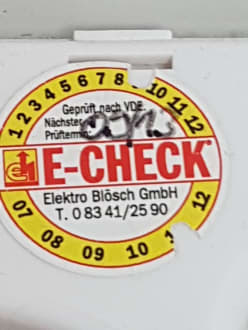 1 2 3 4 5 6 7 8 10 11 12
Geprüft nach VDE.
Nächster
Prüftermin:
E-CHECK®
Elektro Blösch GmbH
T. 0 83 41/25 90
07 08 09 10 12